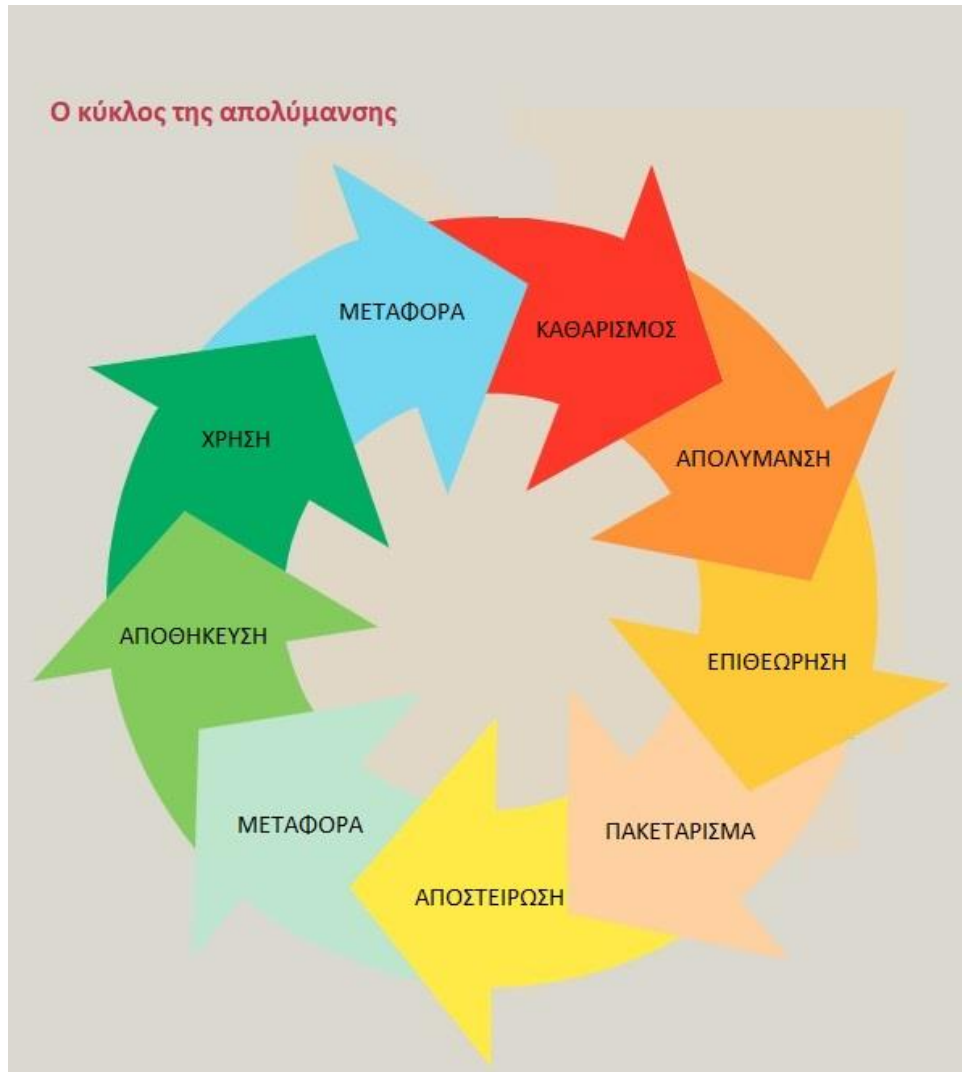 Ο κύκλος της απολύμανσης
ΜΕΤΑΦΟΡΑ
ΚΑΘΑΡΙΣΜΟΣ
ΑΠΟΛΥΜΑΝΣΗ
ΕΠΙΘΕΩΡΗΣΗ
ΠΑΚΕΤΑΡΙΣΜΑ
ΑΠΟΣΤΕΙΡΩΣΗ
ΜΕΤΑΦΟΡΑ
ΑΠΟΘΗΚΕΥΣΗ
ΧΡΗΣΗ